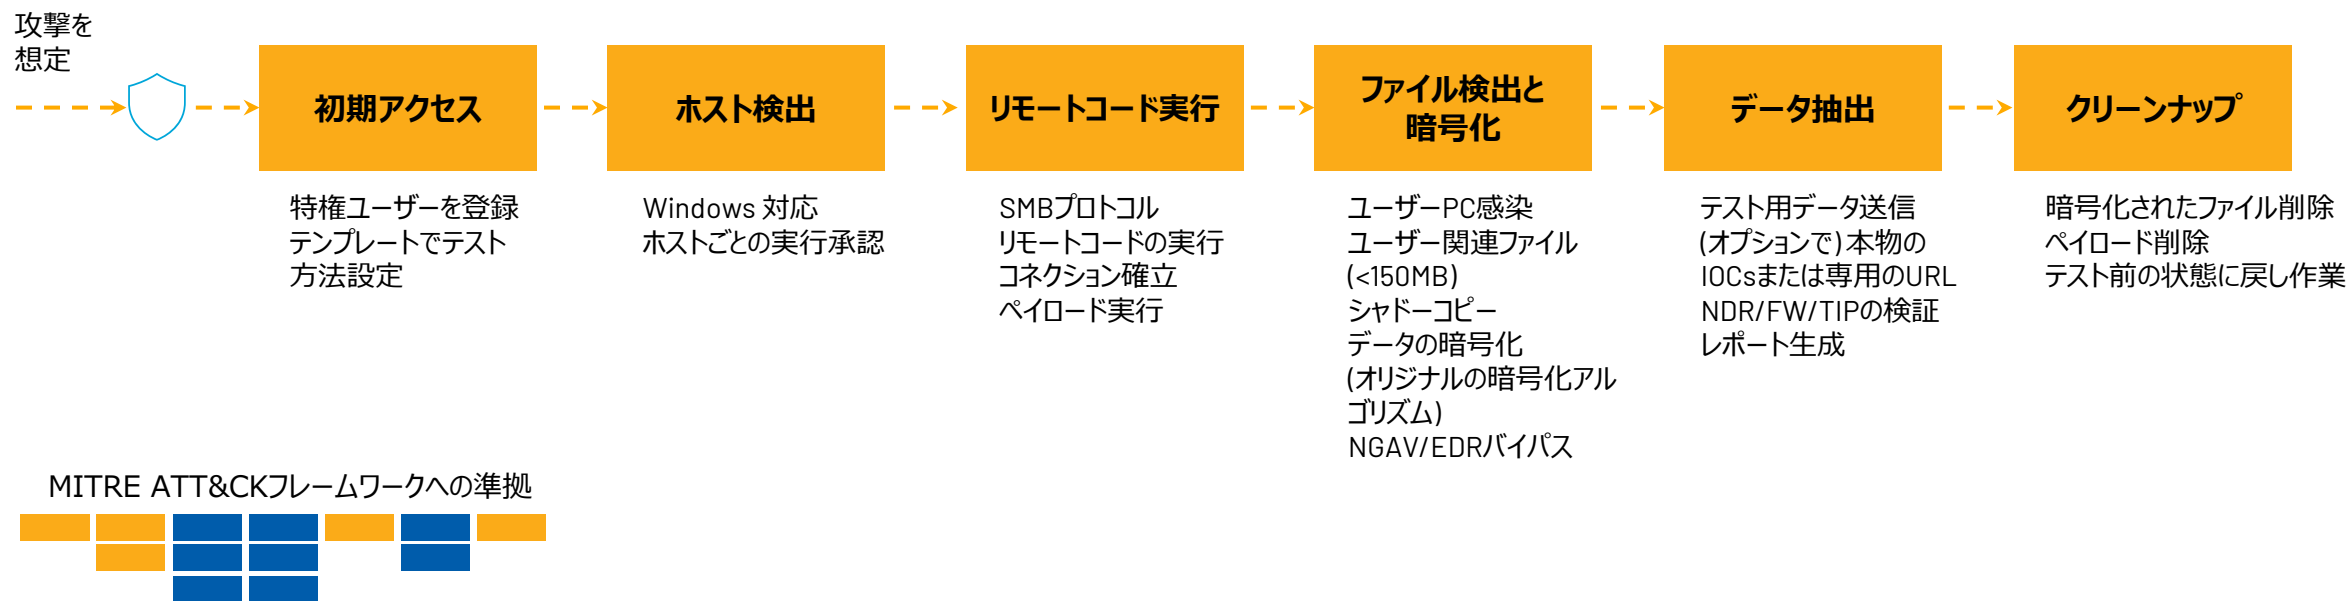 攻撃を
想定
初期アクセス
特権ユーザーを登録
テンプレートでテスト
方法設定
ホスト検出
Windows 対応
ホストごとの実行承認
リモートコード実行
SMBプロトコル
リモートコードの実行
コネクション確立
ペイロード実行
ファイル検出と
暗号化
ユーザーPC感染
ユーザー関連ファイル
(<150MB)
シャドーコピー
データの暗号化
(オリジナルの暗号化アル
ゴリズム)
NGAV/EDRバイパス
データ抽出
テスト用データ送信
(オプションで) 本物の
IOCsまたは専用のURL
NDR/FW/TIPの検証
レポート生成
クリーンナップ
暗号化されたファイル削除
ペイロード削除
テスト前の状態に戻し作業
MITRE ATT&CKフレームワークへの準拠